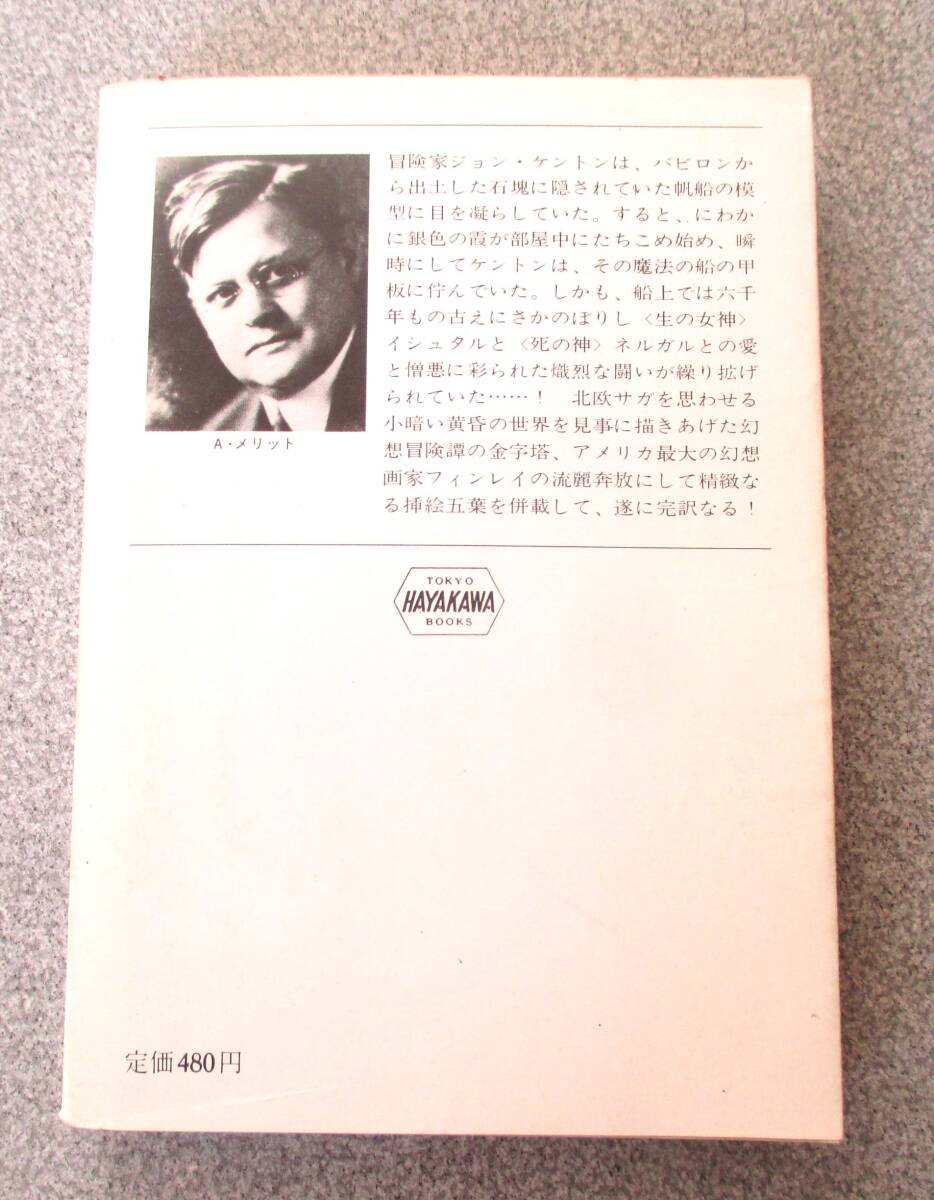 冒険家ジョン・ケントンは、バビロンか
ら出土した石塊に隠されていた帆船の模
型に目を凝らしていた。すると、にわか
に銀色の霞が部屋中にたちこめ始め、瞬
時にしてケントンは、その魔法の船の甲
板に佇んでいた。しかも、船上では六千
年もの古えにさかのぼりし〈生の女神〉
イシュタルと〈死の神〉ネルガルとの愛
と憎悪に彩られた熾烈な闘いが繰り拡げ
られていた……！　北欧サガを思わせる
小暗い黄昏の世界を見事に描きあげた幻
想冒険譚の金字塔、アメリカ最大の幻想
画家フィンレイの流麗奔放にして精緻な
る挿絵五葉を併載して、遂に完訳なる！
A・メリット
TOKYO
HAYAKAWA
BOOKS
定価480円